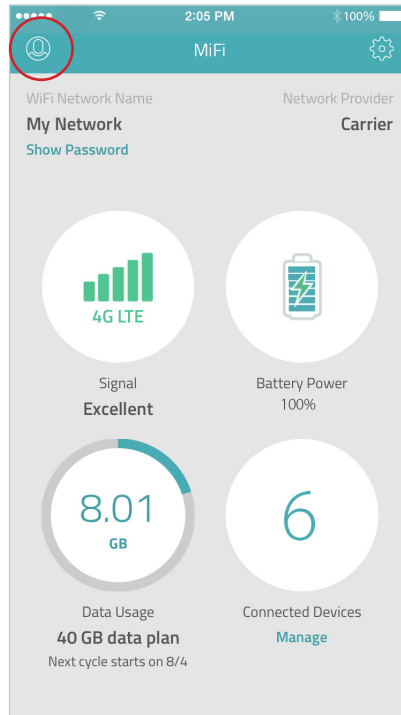 2:05 PM 100%
MiFi
WiFi Network Name Network Provider
My Network Carrier
Show Password
4G LTE
Signal Battery Power
Excellent 100%
8.01 6
GB
Data Usage Connected Devices
40 GB data plan Manage
Next cycle starts on 8/4